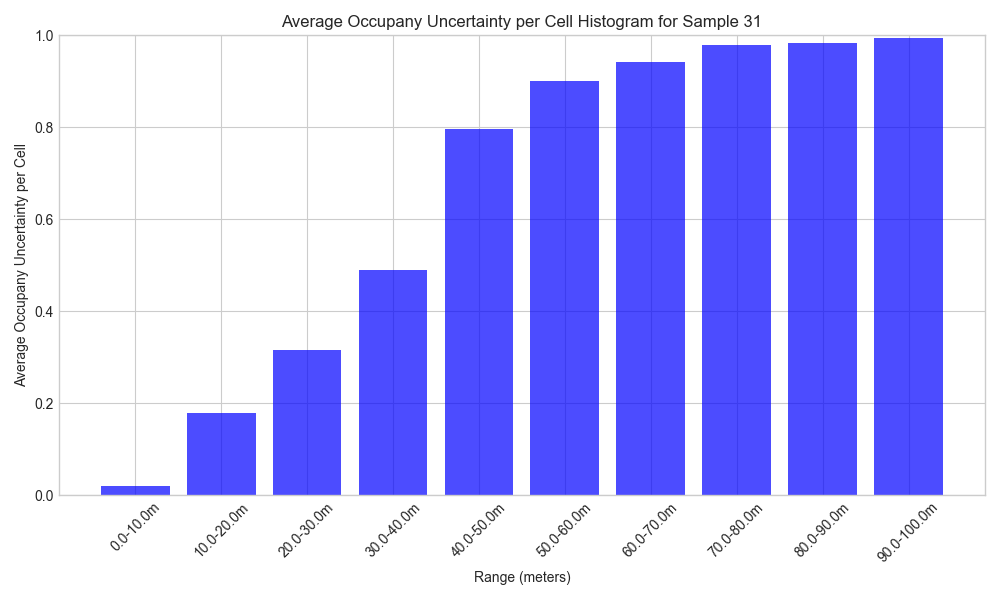 Average Occupany Uncertainty per Cell Histogram for Sample 31
Average Occupany Uncertainty per Cell
1.0
0.8
0.6
0.4
0.2
0.0
0.0-10.0m
10.0-20.0m
20.0-30.0m
30.0-40.0m
40.0-50.0m
50.0-60.0m
60.0-70.0m
70.0-80.0m
80.0-90.0m
90.0-100.0m
Range (meters)